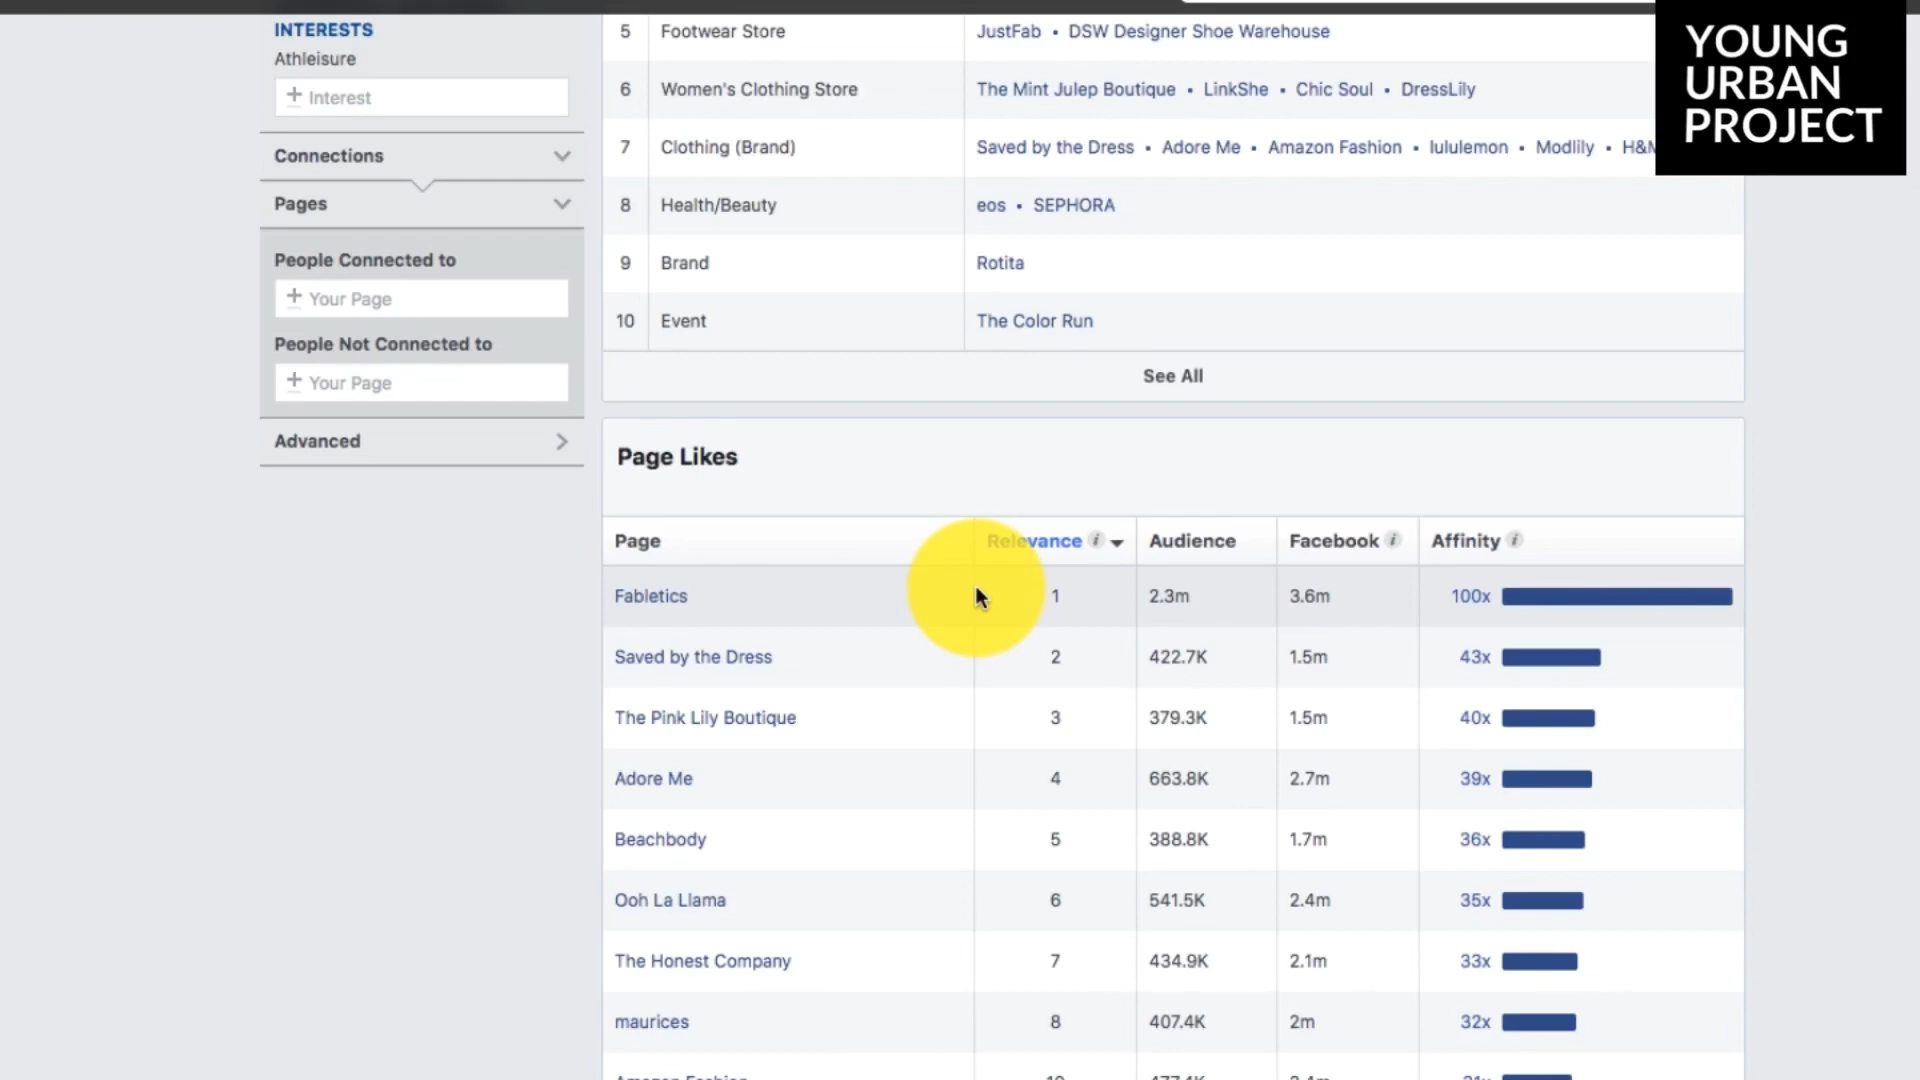 INTERESTS
Athleisure
+ Interest
Connections
Pages
People Connected to
+ Your Page
People Not Connected to
+ Your Page
Advanced
5 Footwear Store JustFab • DSW Designer Shoe Warehouse
6 Women's Clothing Store The Mint Julep Boutique • LinkShe • Chic Soul • DressLily
7 Clothing (Brand) Saved by the Dress • Adore Me • Amazon Fashion • lululemon • Modlily • H&M
8 Health/Beauty eos • SEPHORA
9 Brand Rotita
10 Event The Color Run
See All
Page Likes
Page Relevance Audience Facebook Affinity
Fabletics 1 2.3m 3.6m 100x
Saved by the Dress 2 422.7K 1.5m 43x
The Pink Lily Boutique 3 379.3K 1.5m 40x
Adore Me 4 663.8K 2.7m 39x
Beachbody 5 388.8K 1.7m 36x
Ooh La Llama 6 541.5K 2.4m 35x
The Honest Company 7 434.9K 2.1m 33x
maurices 8 407.4K 2m 32x
Amazon Fashion
YOUNG
URBAN
PROJECT